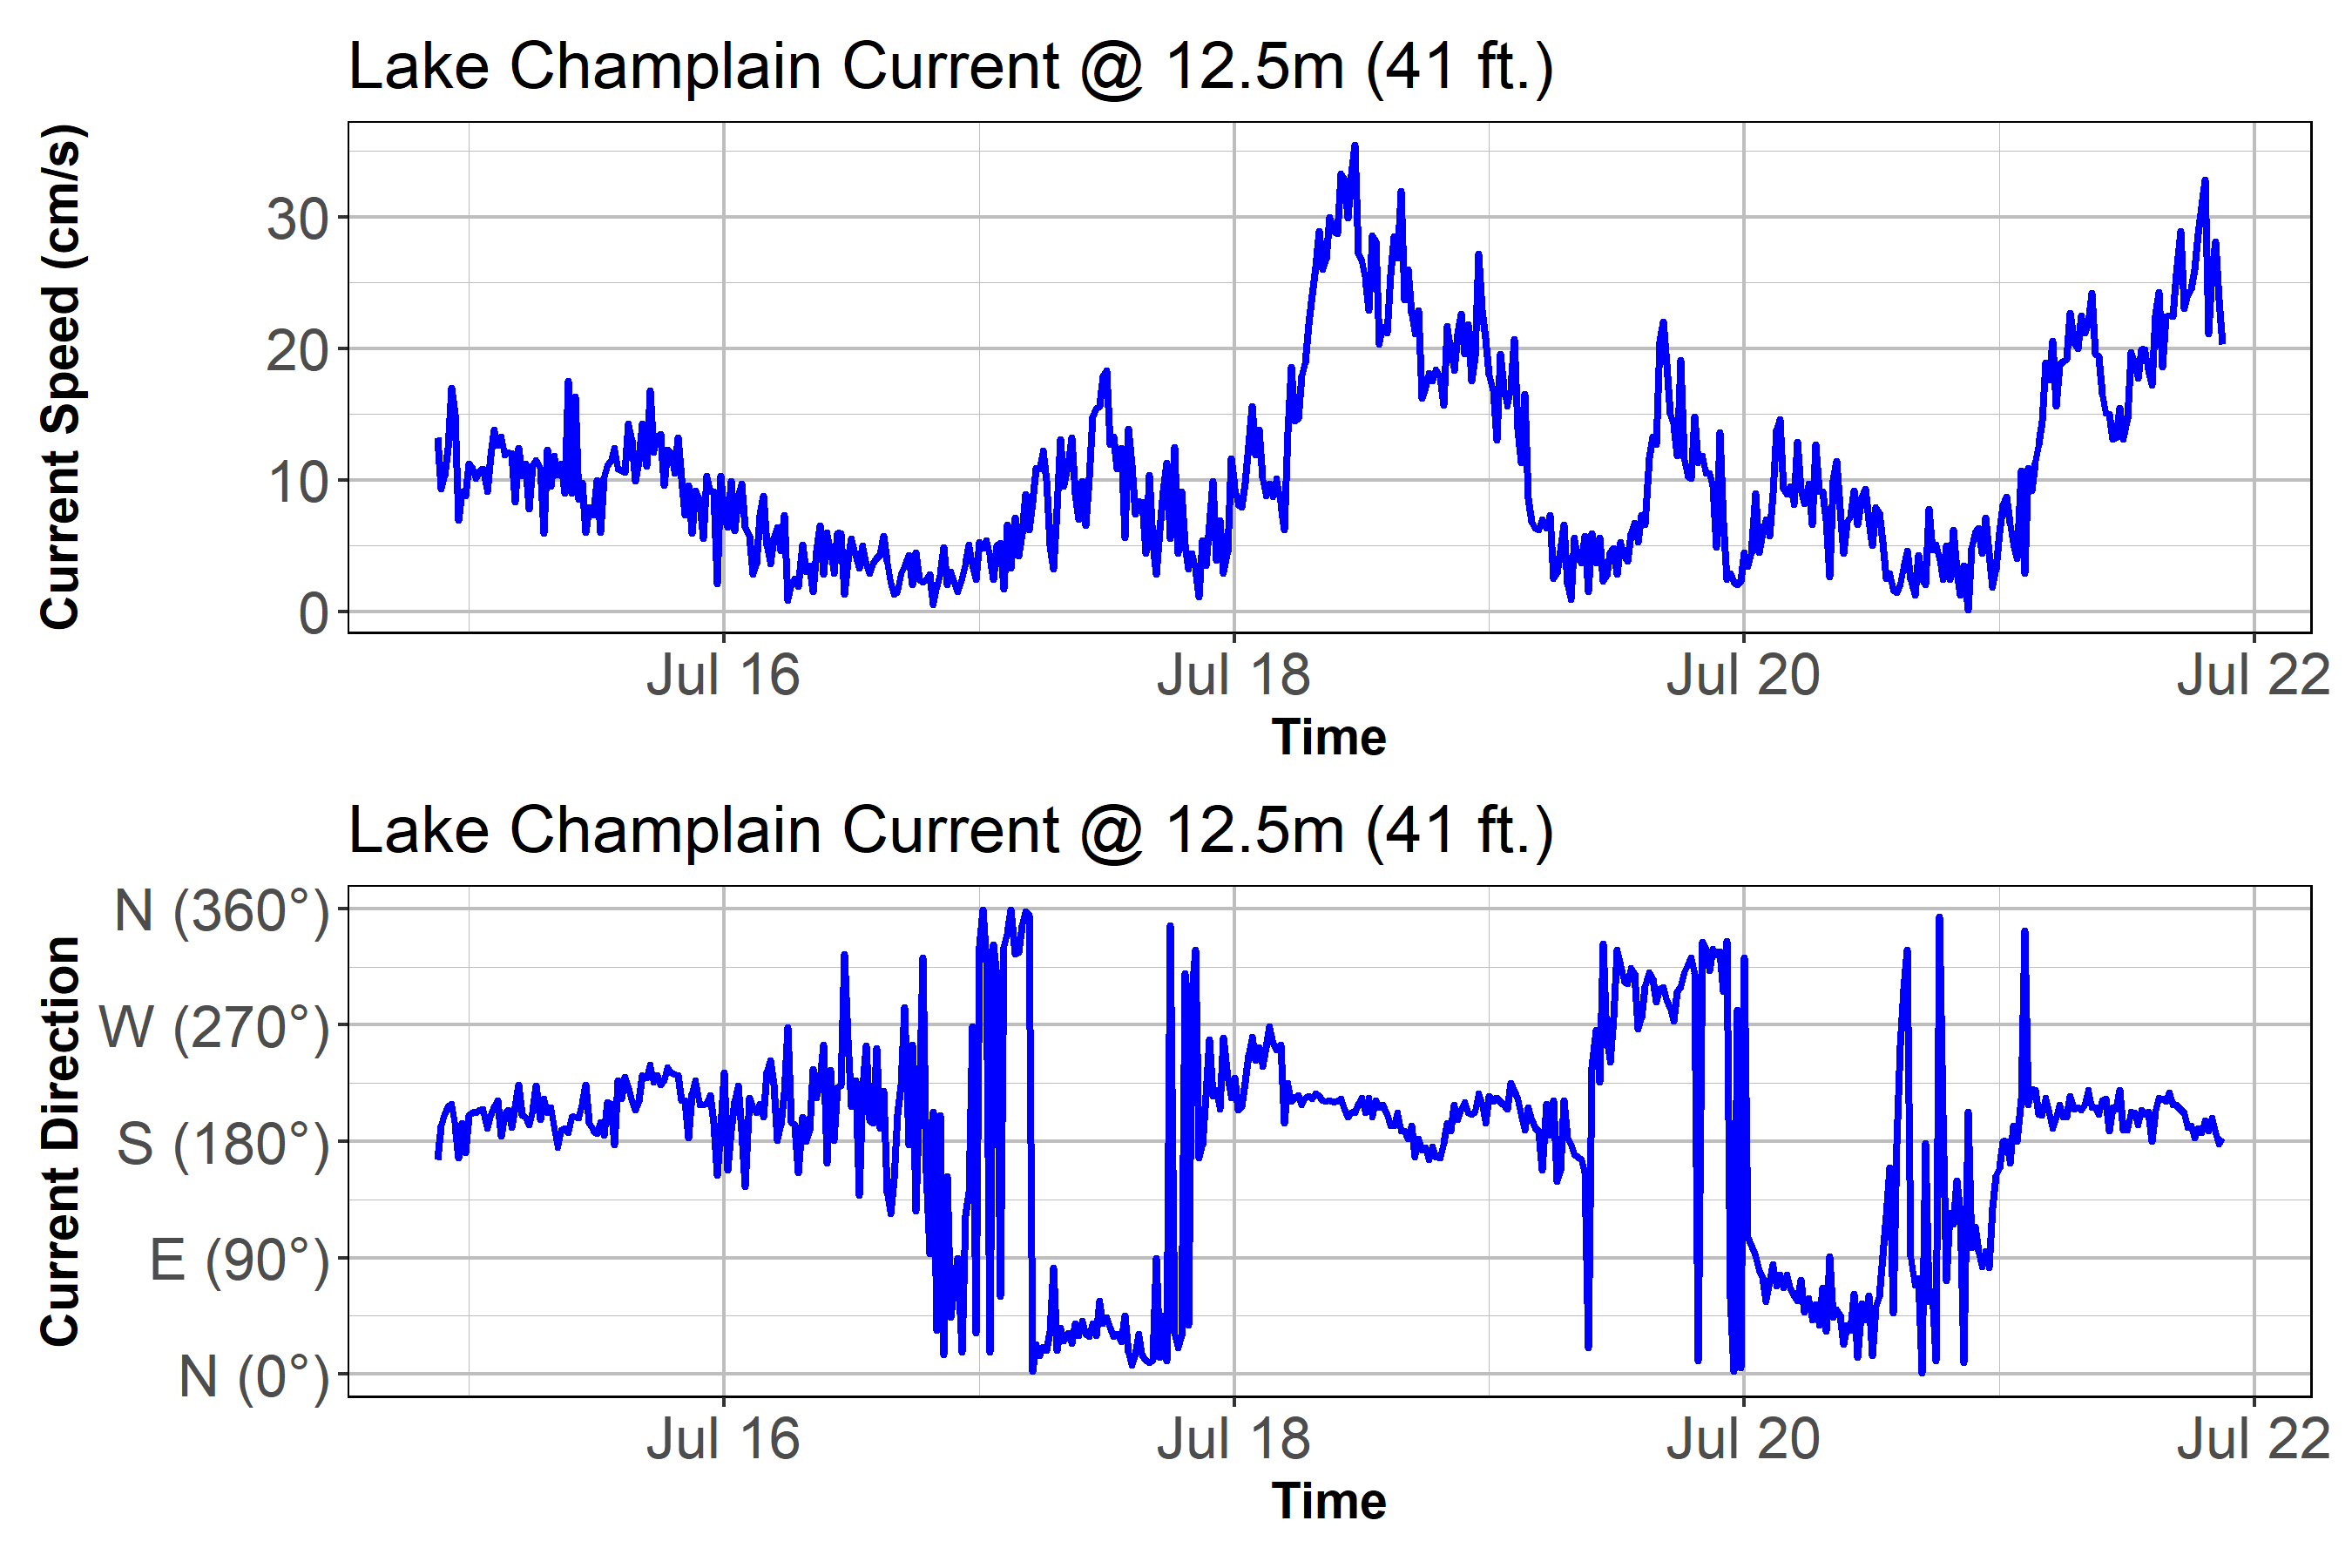 Lake Champlain Current @ 12.5m (41 ft.)
Current Speed (cm/s)
30
20
10
0
Jul 16 Jul 18 Jul 20 Jul 22
Time
Lake Champlain Current @ 12.5m (41 ft.)
Current Direction
N (360°)
W (270°)
S (180°)
E (90°)
N (0°)
Jul 16 Jul 18 Jul 20 Jul 22
Time